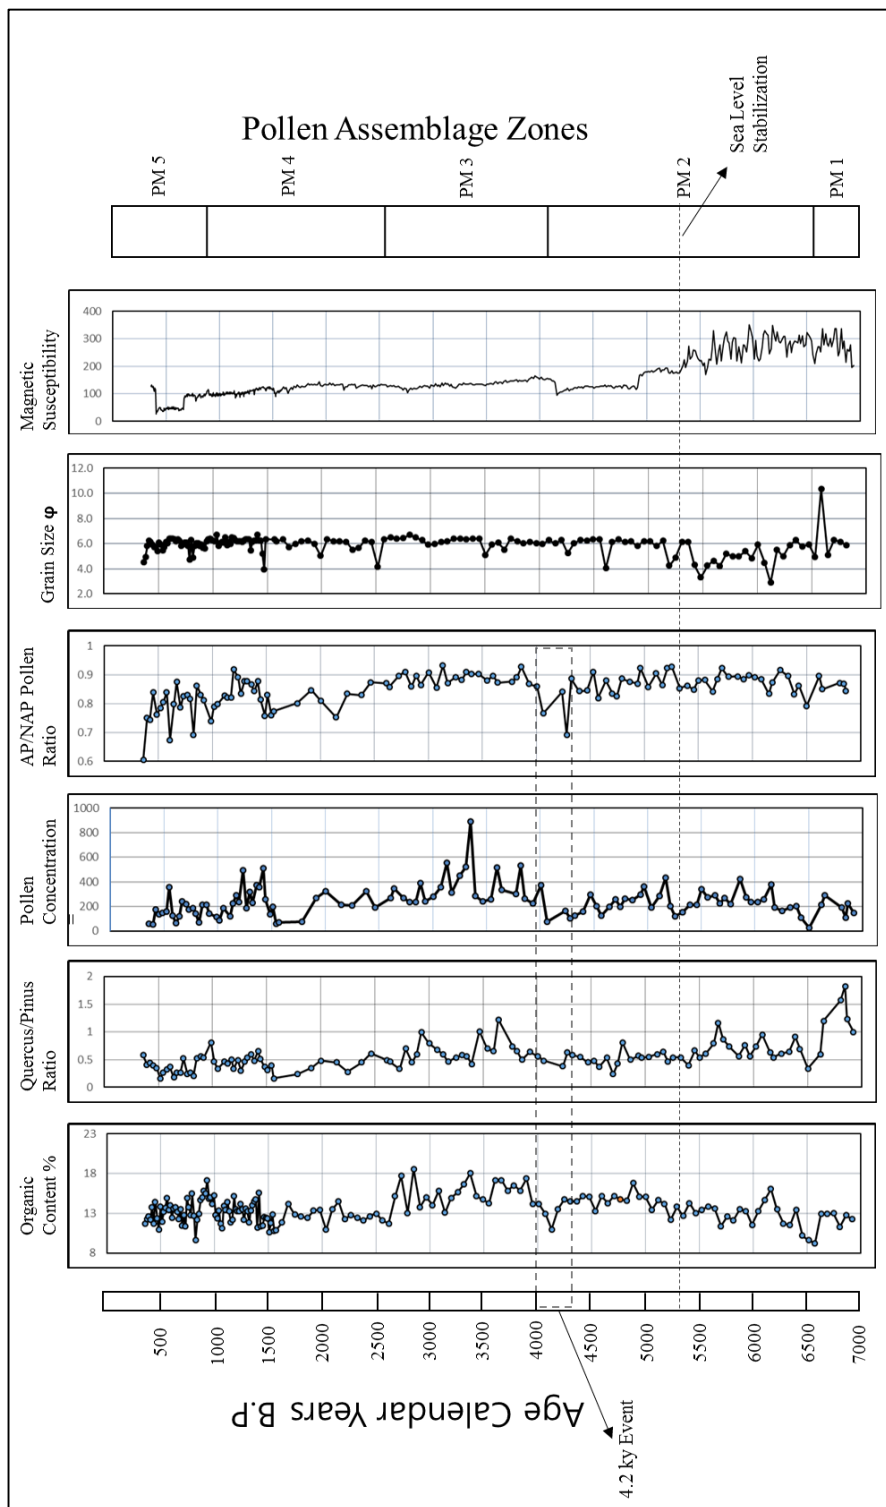 Pollen Assemblage Zones
PM 5
PM 4
PM 3
PM 2
PM 1
Sea Level
Stabilization
Magnetic
Susceptibility
400
300
200
100
0
Grain Size φ
12.0
10.0
8.0
6.0
4.0
2.0
AP/NAP Pollen
Ratio
1
0.9
0.8
0.7
0.6
Pollen
Concentration
=
1000
800
600
400
200
0
Quercus/Pinus
Ratio
2
1.5
1
0.5
0
Organic
Content %
23
18
13
8
500
1000
1500
2000
2500
3000
3500
4000
4500
5000
5500
6000
6500
7000
Age Calendar Years B.P
4.2 ky Event